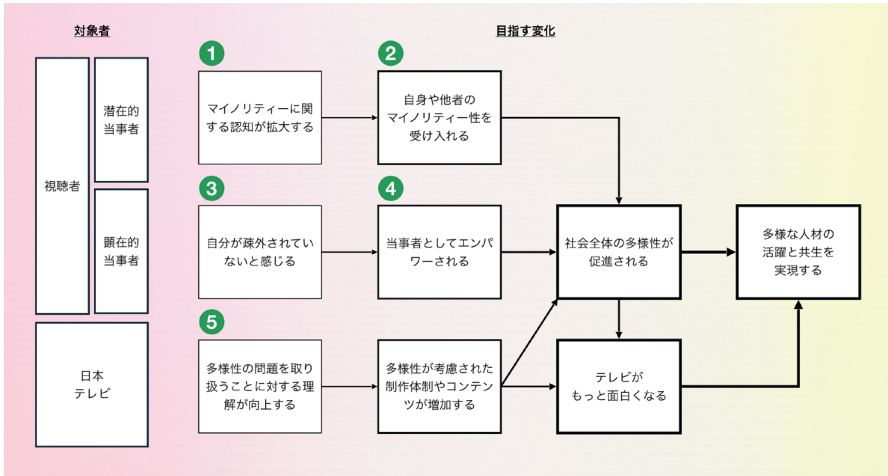 対象者
目指す変化
視聴者
潜在的
当事者
顕在的
当事者
日本
テレビ
1
マイノリティーに関
する認知が拡大する
2
自身や他者の
マイノリティー性を
受け入れる
3
自分が疎外されてい
ないと感じる
4
当事者としてエンパ
ワーされる
社会全体の多様性が
促進される
多様な人材の
活躍と共生を
実現する
5
多様性の問題を取り
扱うことに対する理
解が向上する
多様性が考慮された
制作体制やコンテン
ツが増加する
テレビが
もっと面白くなる